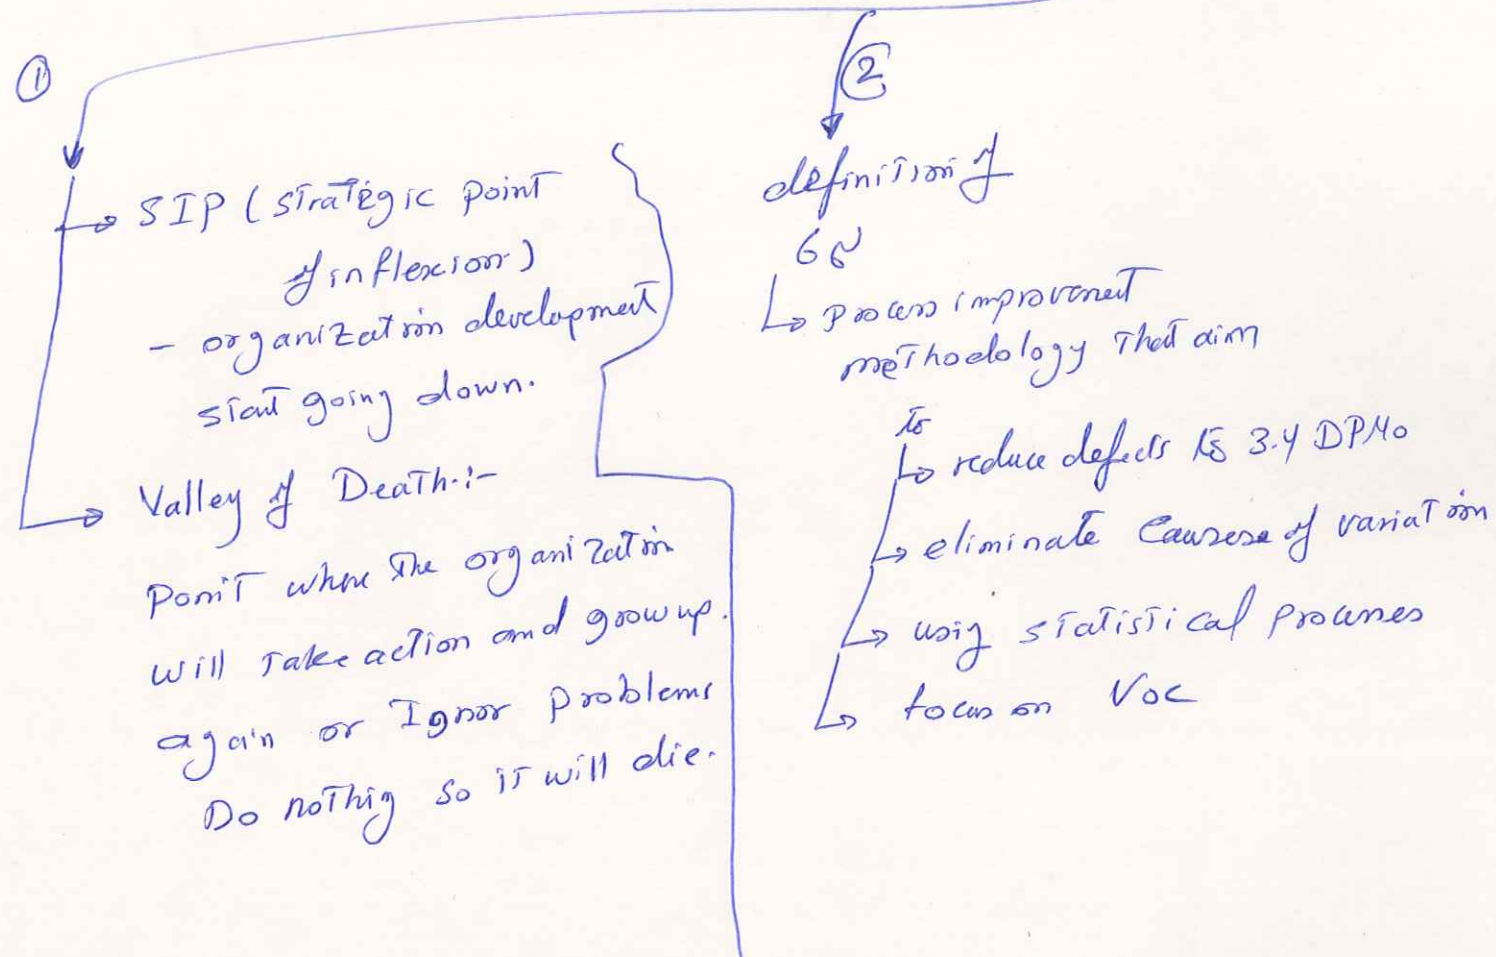 ①
SIP (strategic point
of inflexion)
- organization development
start going down.
Valley of Death:-
Ponit where the organization
will take action and grow up.
again or Ignor problems
Do nothig so it will die.
②
definition of
6σ
process improvement
methodology that aim
to
reduce defects to 3.4 DPMO
eliminate causese of variation
usig statistical processes
focus on VOC